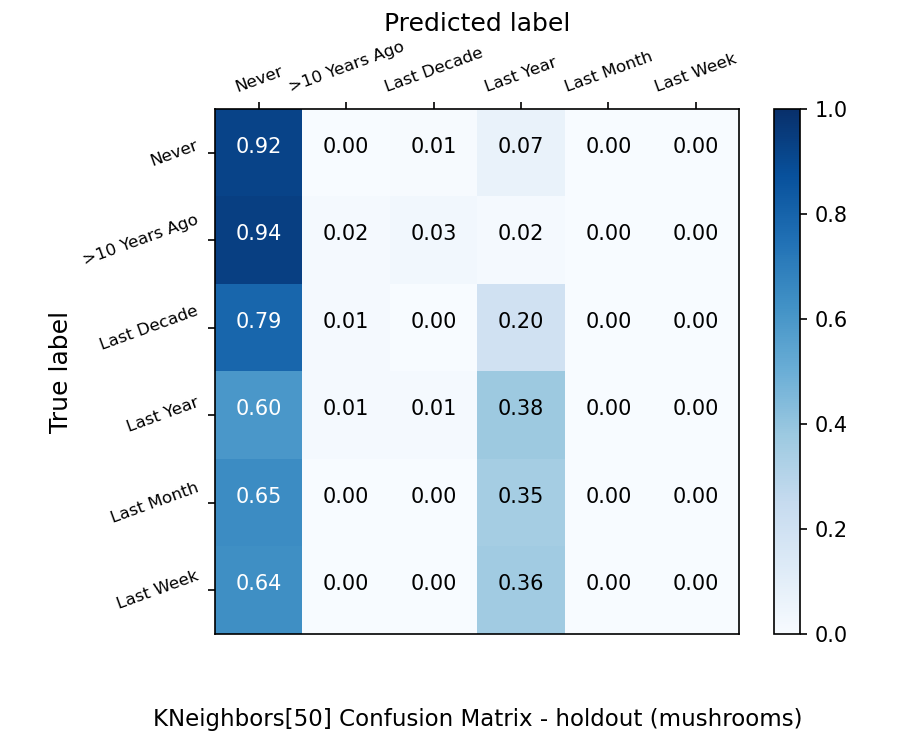 Predicted label
Never >10 Years Ago Last Decade Last Year Last Month Last Week
1.0
Never 0.92 0.00 0.01 0.07 0.00 0.00
0.8
>10 Years Ago 0.94 0.02 0.03 0.02 0.00 0.00
Last Decade 0.79 0.01 0.00 0.20 0.00 0.00
0.6
True label
Last Year 0.60 0.01 0.01 0.38 0.00 0.00
0.4
Last Month 0.65 0.00 0.00 0.35 0.00 0.00
0.2
Last Week 0.64 0.00 0.00 0.36 0.00 0.00
0.0
KNeighbors[50] Confusion Matrix - holdout (mushrooms)